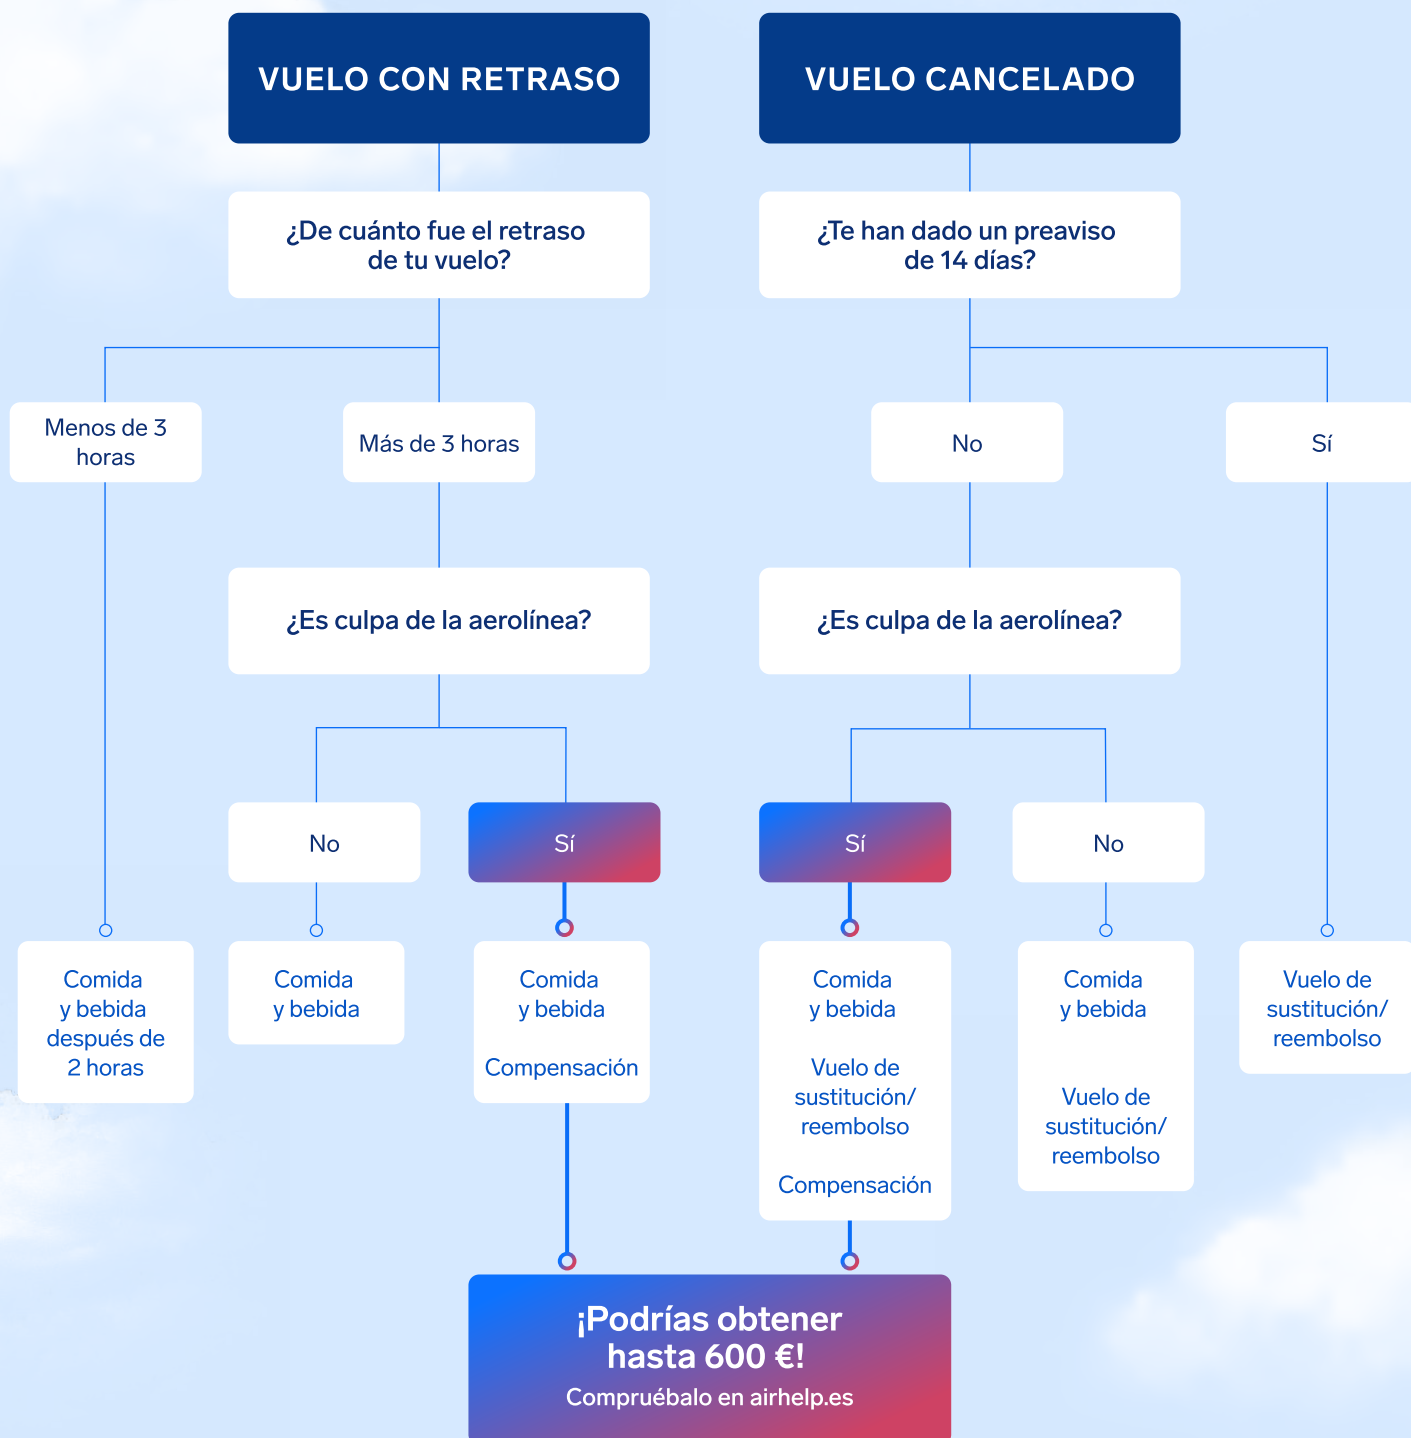 VUELO CON RETRASO
VUELO CANCELADO
¿De cuánto fue el retraso
de tu vuelo?
¿Te han dado un preaviso
de 14 días?
Menos de 3
horas
Más de 3 horas
No
Sí
¿Es culpa de la aerolínea?
¿Es culpa de la aerolínea?
No
Sí
Sí
No
Comida
y bebida
después de
2 horas
Comida
y bebida
Comida
y bebida
Compensación
Comida
y bebida
Vuelo de
sustitución/
reembolso
Compensación
Comida
y bebida
Vuelo de
sustitución/
reembolso
Vuelo de
sustitución/
reembolso
¡Podrías obtener
hasta 600 €!
Compruébalo en airhelp.es